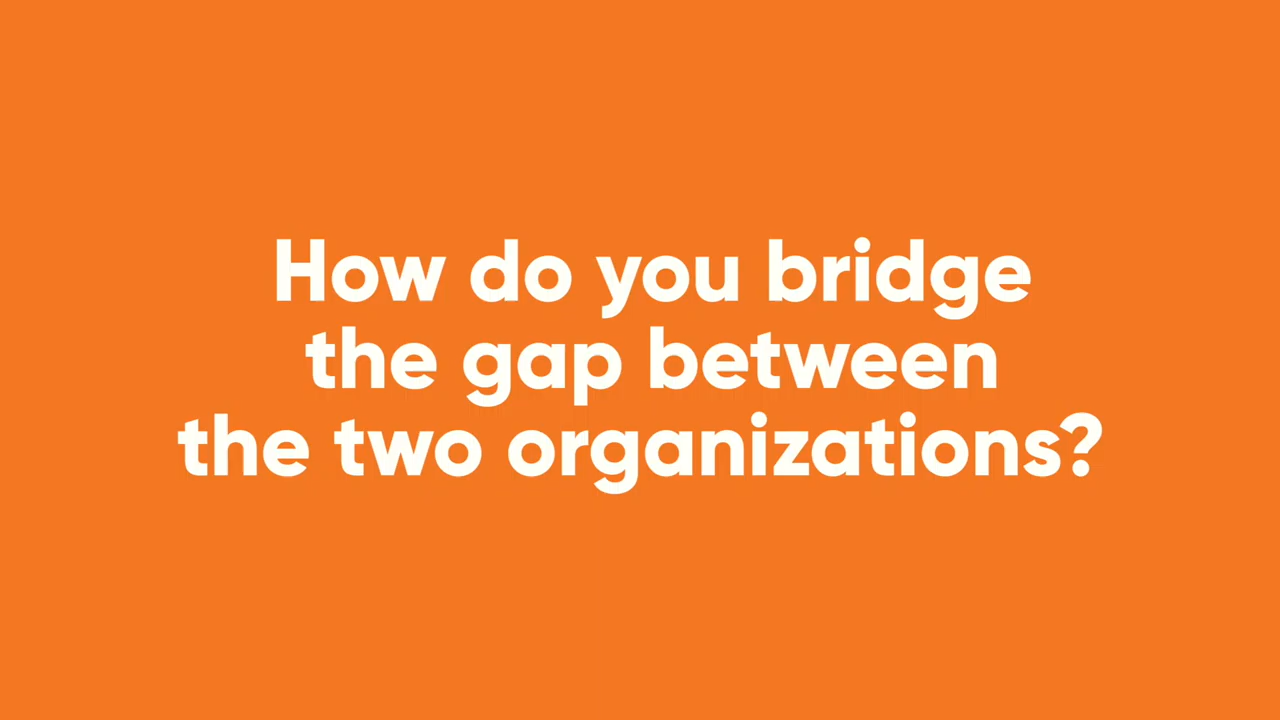 How do you bridge
the gap between
the two organizations?